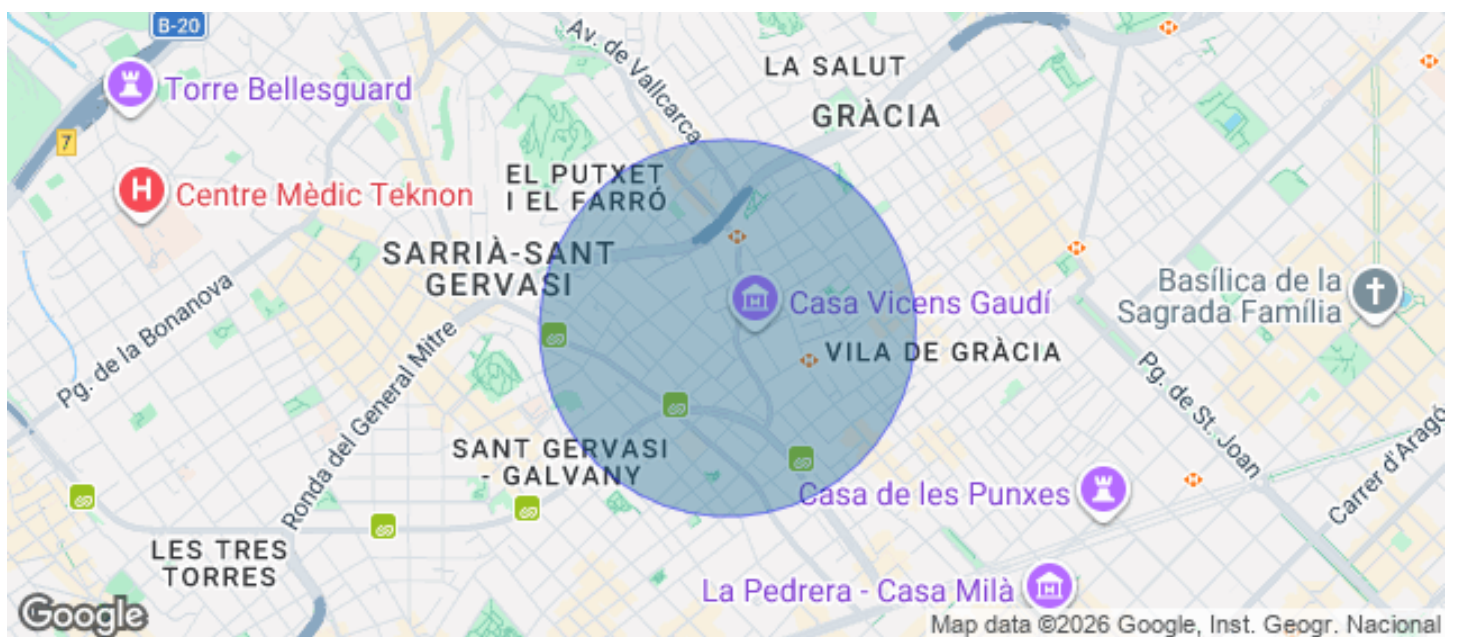 B-20
Av. de Vallcarca
LA SALUT
Torre Bellesguard
GRÀCIA
7
EL PUTXET
I EL FARRÓ
H
Centre Mèdic Teknon
SARRIÀ-SANT
GERVASI
Basílica de la
Sagrada Família
Casa Vicens Gaudí
Pg. de la Bonanova
VILA DE GRÀCIA
Ronda del General Mitre
Pg. de St. Joan
SANT GERVASI
- GALVANY
Carrer d'Aragó
Casa de les Punxes
LES TRES
TORRES
La Pedrera - Casa Milà
Google
Map data ©2026 Google, Inst. Geogr. Nacional